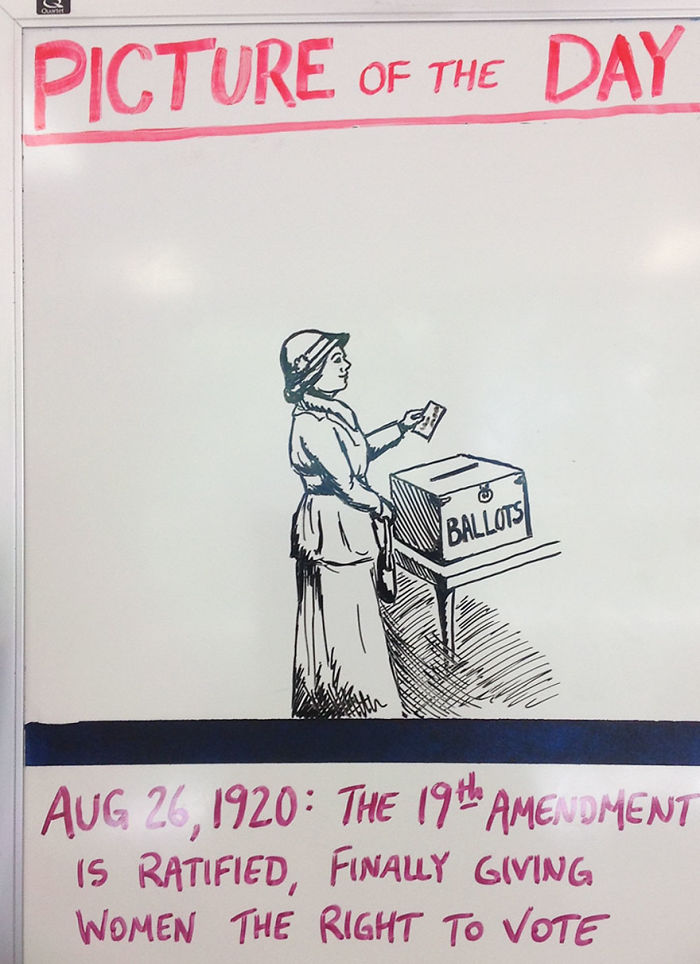 Quartet
PICTURE OF THE DAY
BALLOTS
AUG 26, 1920: THE 19th AMENDMENT
IS RATIFIED, FINALLY GIVING
WOMEN THE RIGHT TO VOTE